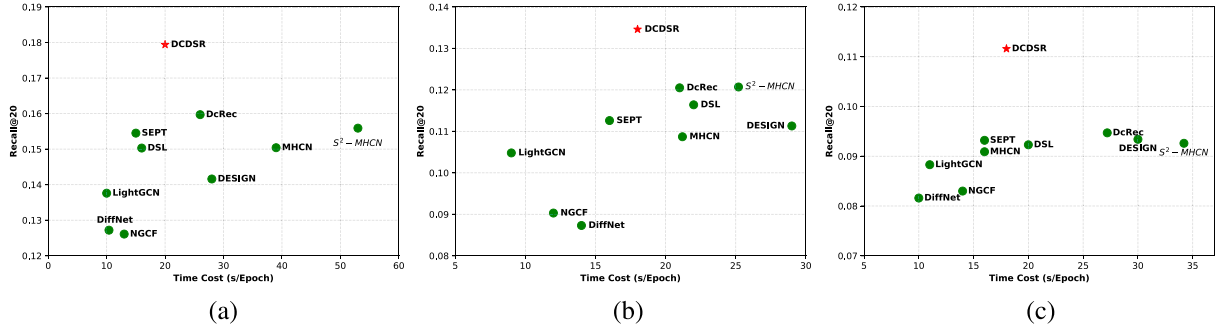 0.19
0.18
0.17
0.16
0.15
0.14
0.13
0.12
Recall@20
DCDSR
DcRec
SEPT
DSL
MHCN
S² − MHCN
DESIGN
LightGCN
DiffNet
NGCF
0 10 20 30 40 50 60
Time Cost (s/Epoch)
(a)
0.14
0.13
0.12
0.11
0.10
0.09
0.08
Recall@20
DCDSR
DcRec
S² − MHCN
DSL
SEPT
DESIGN
MHCN
LightGCN
NGCF
DiffNet
5 10 15 20 25 30
Time Cost (s/Epoch)
(b)
0.12
0.11
0.10
0.09
0.08
0.07
Recall@20
DCDSR
DcRec
SEPT
DSL
DESIGN
MHCN
S² − MHCN
LightGCN
NGCF
DiffNet
5 10 15 20 25 30 35
Time Cost (s/Epoch)
(c)